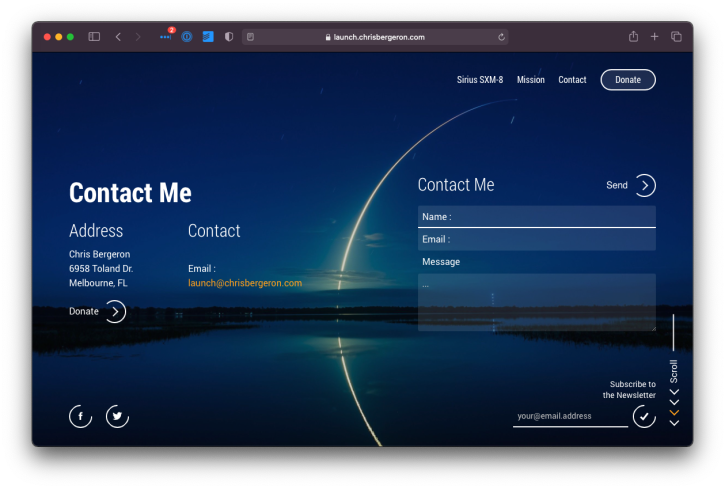 2
launch.chrisbergeron.com
Sirius SXM-8 Mission Contact Donate
Contact Me
Address
Chris Bergeron
6958 Toland Dr.
Melbourne, FL
Donate
Contact
Email :
launch@chrisbergeron.com
Contact Me
Send
Name :
Email :
Message
...
Scroll
Subscribe to
the Newsletter
your@email.address